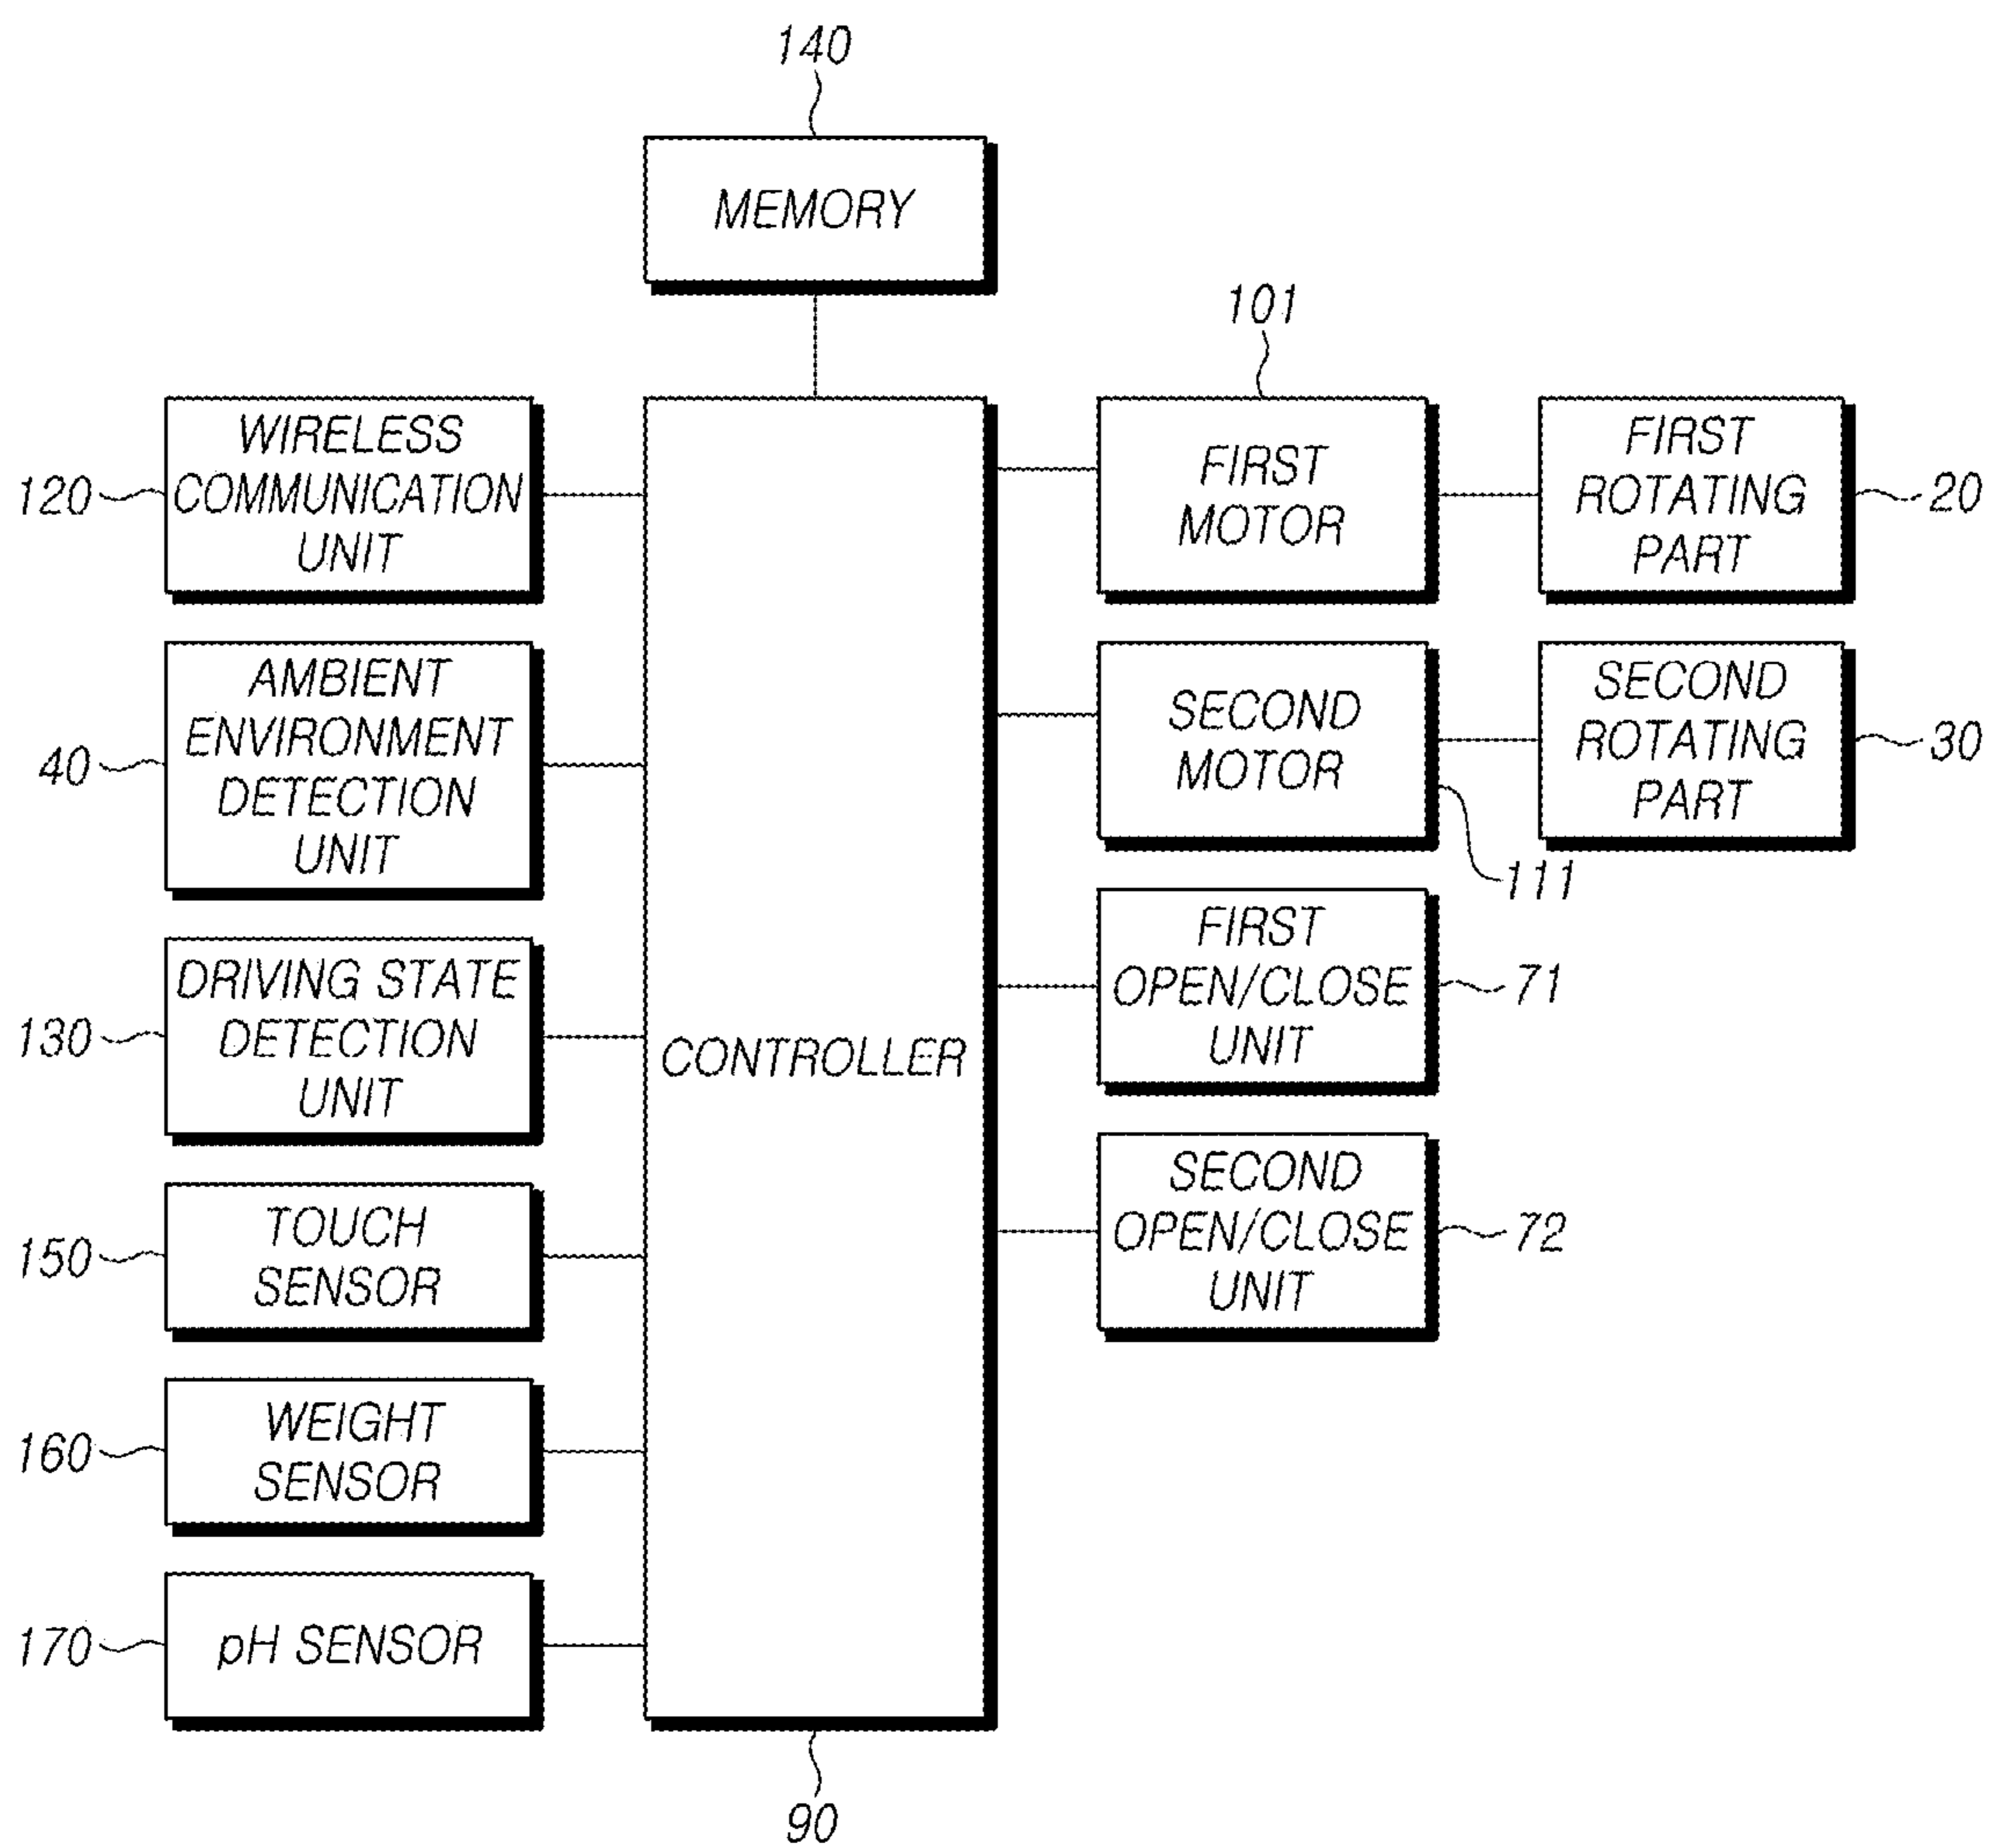 140
MEMORY
101
WIRELESS
COMMUNICATION
UNIT
120
FIRST
MOTOR
FIRST
ROTATING
PART
20
AMBIENT
ENVIRONMENT
DETECTION
UNIT
40
SECOND
MOTOR
111
SECOND
ROTATING
PART
30
DRIVING STATE
DETECTION
UNIT
130
CONTROLLER
FIRST
OPEN/CLOSE
UNIT
71
TOUCH
SENSOR
150
SECOND
OPEN/CLOSE
UNIT
72
WEIGHT
SENSOR
160
pH SENSOR
170
90